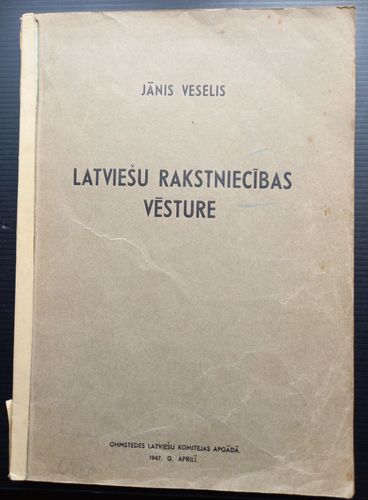 JĀNIS VESELIS
LATVIEŠU RAKSTNIECĪBAS
VĒSTURE
OHMSTEDES LATVIEŠU KOMITEJAS APGĀDĀ.
1947. G. APRILĪ.